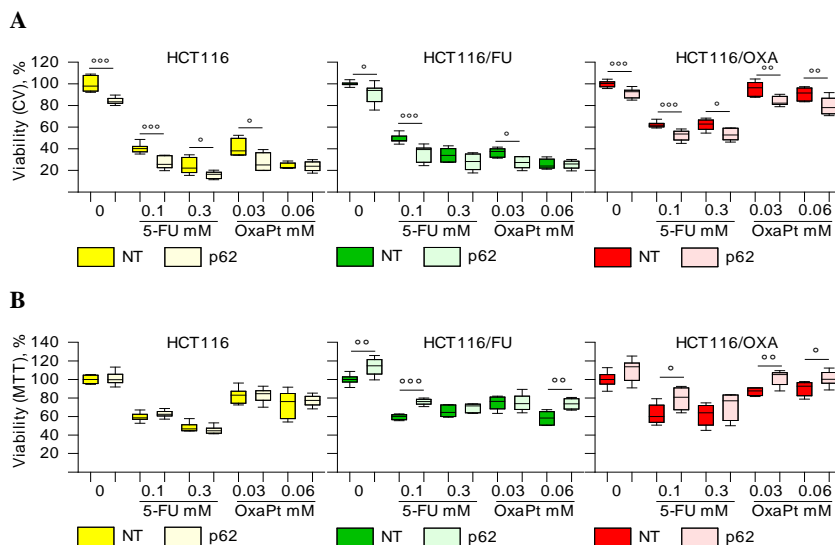 A
HCT116 HCT116/FU HCT116/OXA
Viability (CV), %
120
100
80
60
40
20
°°° °°° ° °
° °°° °
°°° °°° ° °° °°
0 0.1 0.3 0.03 0.06 0 0.1 0.3 0.03 0.06 0 0.1 0.3 0.03 0.06
5-FU mM OxaPt mM 5-FU mM OxaPt mM 5-FU mM OxaPt mM
NT p62 NT p62 NT p62
B
HCT116 HCT116/FU HCT116/OXA
Viability (MTT), %
140
120
100
80
60
40
20
°° °°° °°
° °° °
0 0.1 0.3 0.03 0.06 0 0.1 0.3 0.03 0.06 0 0.1 0.3 0.03 0.06
5-FU mM OxaPt mM 5-FU mM OxaPt mM 5-FU mM OxaPt mM
NT p62 NT p62 NT p62